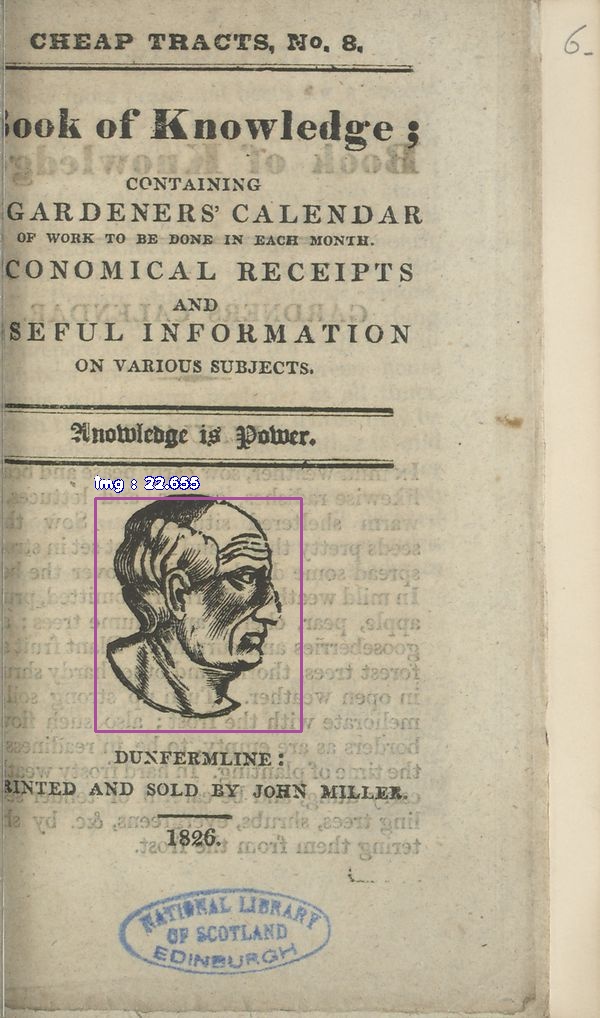 CHEAP TRACTS, No. 8.
6-
ook of Knowledge ;
CONTAINING
GARDENERS' CALENDAR
OF WORK TO BE DONE IN EACH MONTH.
CONOMICAL RECEIPTS
AND
SEFUL INFORMATION
ON VARIOUS SUBJECTS.
Knowledge is Power.
img : 22.655
DUNFERMLINE :
RINTED AND SOLD BY JOHN MILLER.
1826.
NATIONAL LIBRARY
OF SCOTLAND
EDINBURGH